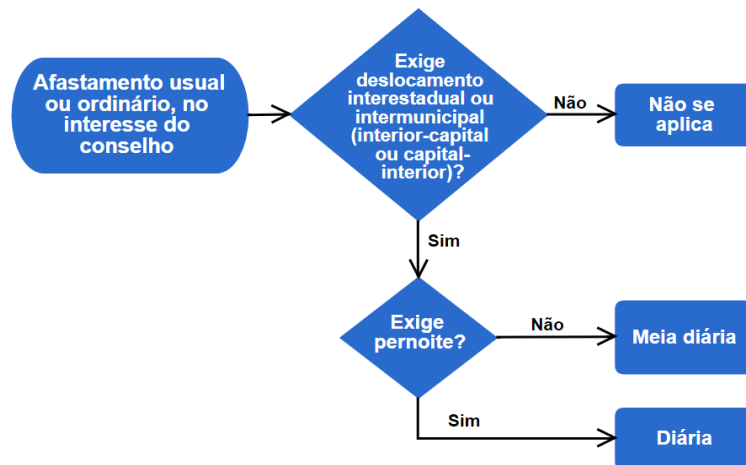 Afastamento usual
ou ordinário, no
interesse do
conselho
Exige
deslocamento
interestadual ou
intermunicipal
(interior-capital
ou capital-
interior)?
Não
Não se
aplica
Sim
Exige
pernoite?
Não
Meia diária
Sim
Diária